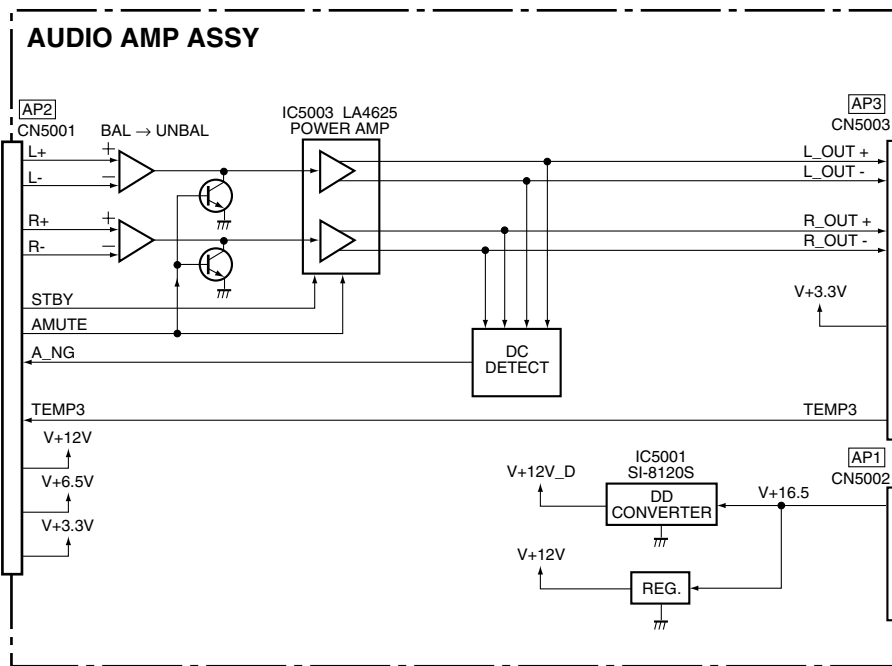 AUDIO AMP ASSY
AP2
CN5001
BAL → UNBAL
IC5003 LA4625
POWER AMP
AP3
CN5003
L+
+
L-
–
R+
+
R-
–
L_OUT +
L_OUT -
R_OUT +
R_OUT -
STBY
AMUTE
A_NG
DC
DETECT
V+3.3V
TEMP3
TEMP3
V+12V
V+6.5V
V+3.3V
IC5001
SI-8120S
V+12V_D
DD
CONVERTER
V+16.5
AP1
CN5002
V+12V
REG.